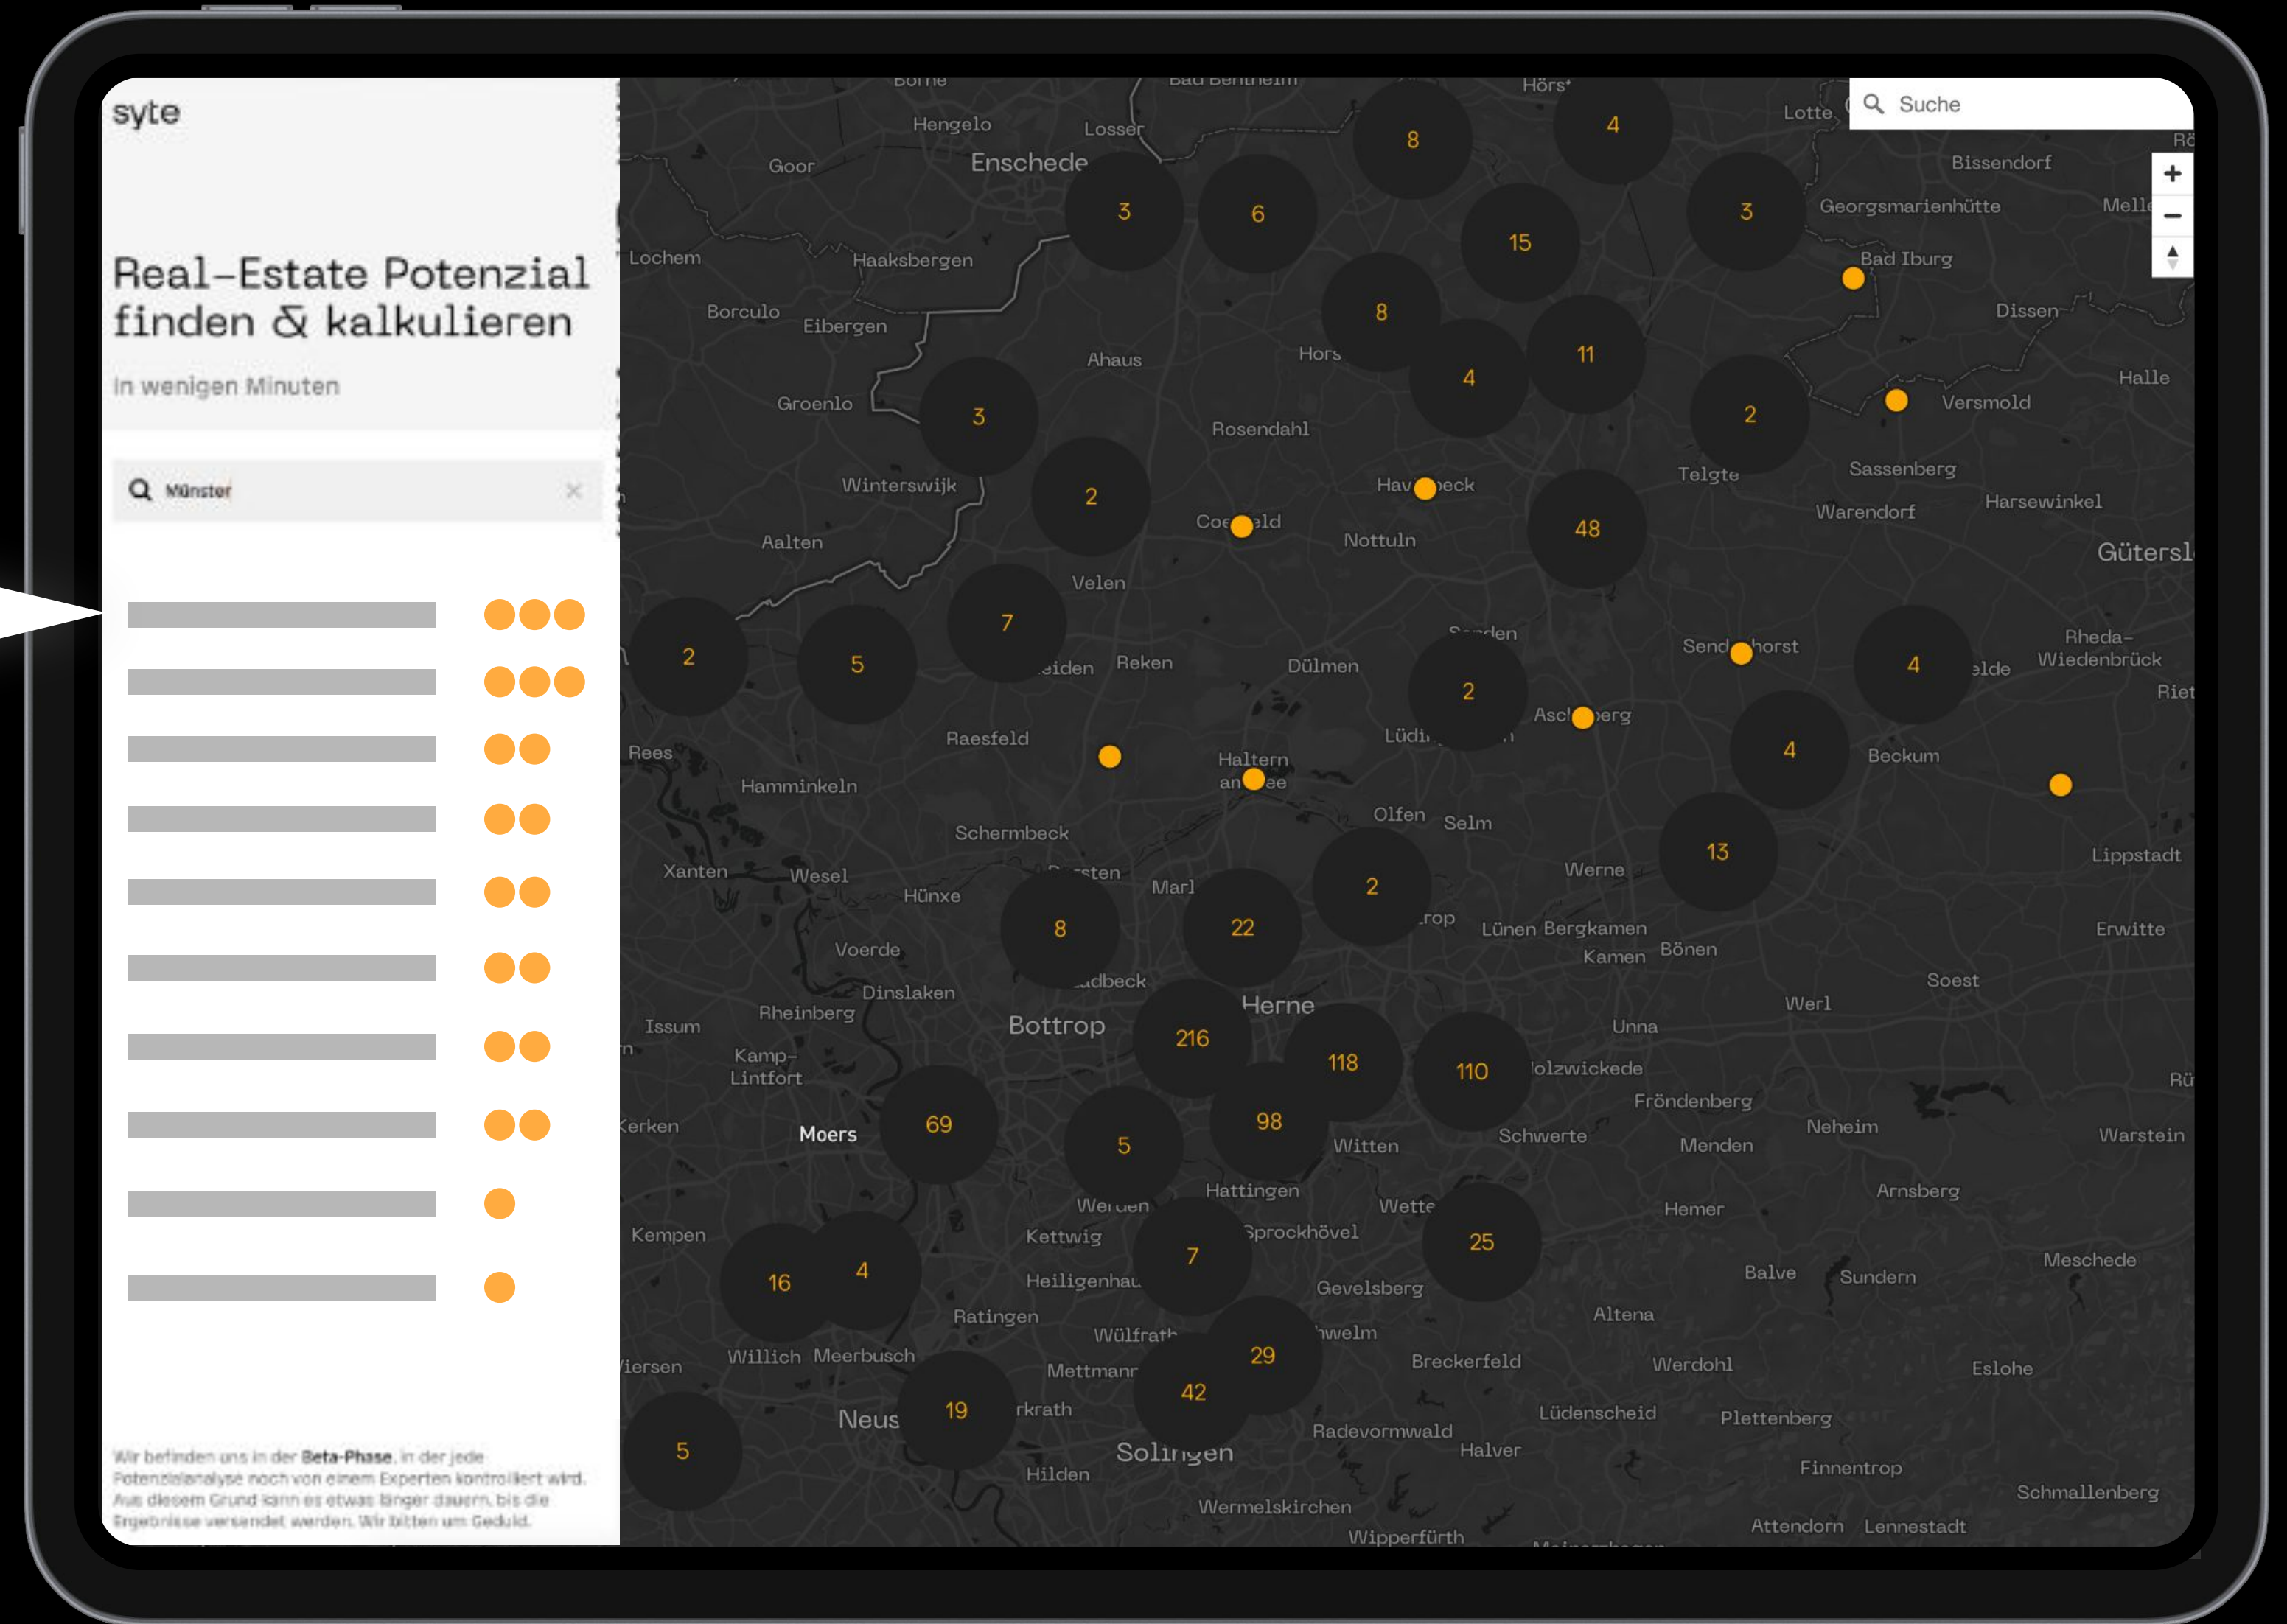 syte
Real-Estate Potenzial
finden & kalkulieren
In wenigen Minuten
Münster
Wir befinden uns in der Beta-Phase, in der jede
Potenzialanalyse noch von einem Experten kontrolliert wird.
Aus diesem Grund kann es etwas länger dauern, bis die
Ergebnisse versendet werden. Wir bitten um Geduld.
Suche
Borne
Bad Bentheim
Hengelo
Losser
8
4
Lotte
Goor
Enschede
Bissendorf
3
6
15
3
Georgsmarienhütte
Lochem
Haaksbergen
Bad Iburg
Borculo
Eibergen
8
Dissen
Ahaus
11
Groenlo
4
Halle
3
2
Versmold
Rosendahl
Winterswijk
2
Telgte
Sassenberg
Harsewinkel
Warendorf
Aalten
Nottuln
48
Velen
7
2
5
Reken
Dülmen
2
4
Rheda-
Wiedenbrück
Raesfeld
Rees
Hamminkeln
Haltern
4
Beckum
Olfen
Selm
Schermbeck
13
Lippstadt
Xanten
Wesel
Hünxe
Marl
2
Werne
8
22
Lünen
Bergkamen
Erwitte
Voerde
Kamen
Bönen
Dinslaken
Soest
Rheinberg
Herne
Werl
Issum
Bottrop
216
Unna
Kamp-
Lintfort
118
110
Fröndenberg
Moers
69
5
98
Witten
Schwerte
Menden
Neheim
Warstein
Kerken
Hattingen
Arnsberg
Werden
Hemer
Kempen
Kettwig
7
Sprockhövel
25
16
4
Gevelsberg
Balve
Sundern
Meschede
Ratingen
Altena
Wülfrath
29
Willich
Meerbusch
Breckerfeld
Werdohl
Eslohe
42
19
Lüdenscheid
Plettenberg
5
Solingen
Radevormwald
Halver
Hilden
Finnentrop
Wermelskirchen
Schmallenberg
Wipperfürth
Attendorn
Lennestadt